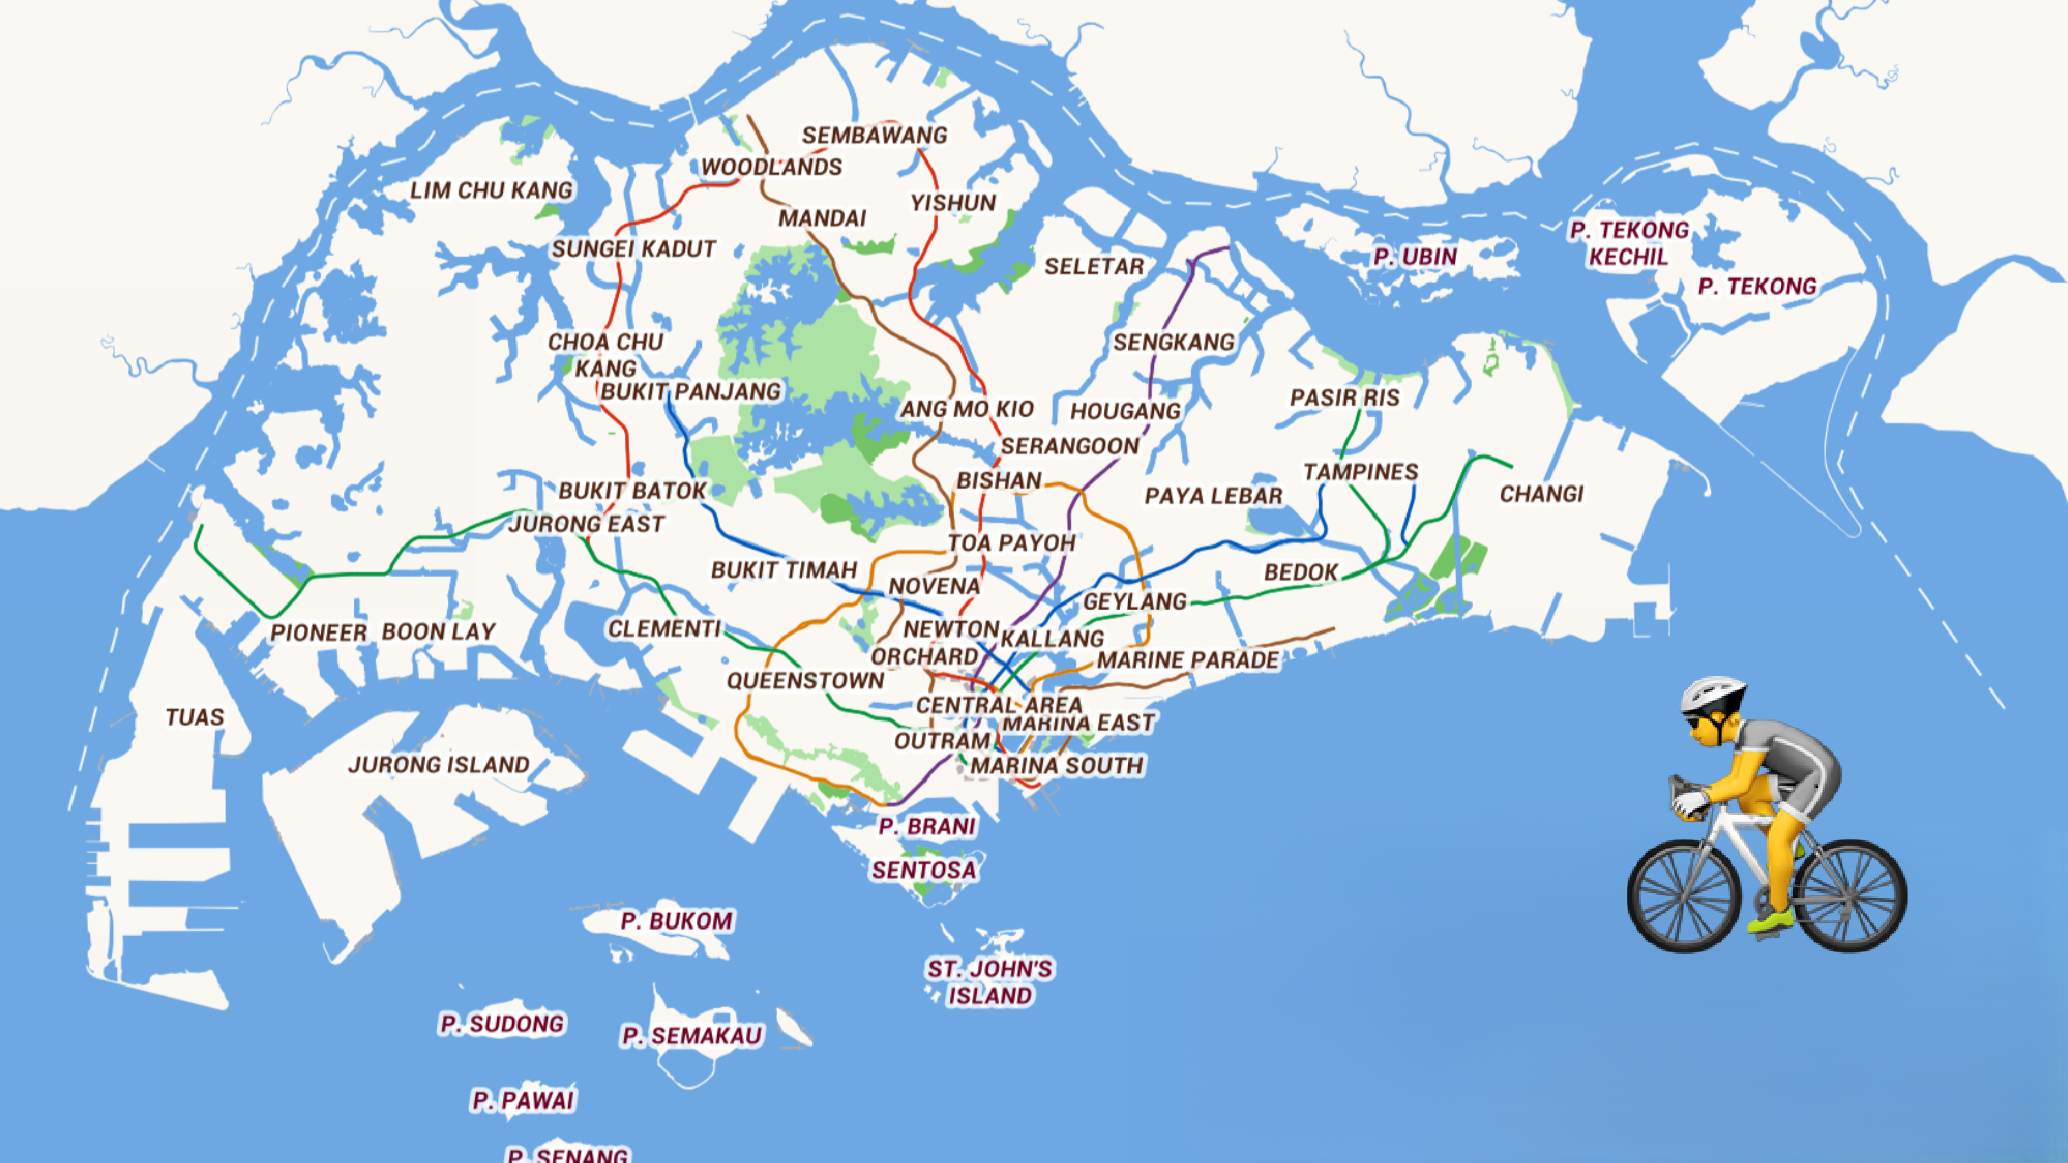 SEMBAWANG
WOODLANDS
LIM CHU KANG
YISHUN
MANDAI
P. TEKONG
KECHIL
SUNGEI KADUT
P. UBIN
SELETAR
P. TEKONG
CHOA CHU
KANG
SENGKANG
BUKIT PANJANG
PASIR RIS
ANG MO KIO
HOUGANG
SERANGOON
BISHAN
TAMPINES
BUKIT BATOK
PAYA LEBAR
CHANGI
JURONG EAST
TOA PAYOH
BUKIT TIMAH
BEDOK
NOVENA
GEYLANG
PIONEER
BOON LAY
CLEMENTI
NEWTON
KALLANG
ORCHARD
MARINE PARADE
QUEENSTOWN
CENTRAL AREA
TUAS
MARINA EAST
OUTRAM
JURONG ISLAND
MARINA SOUTH
P. BRANI
SENTOSA
P. BUKOM
ST. JOHN'S
ISLAND
P. SUDONG
P. SEMAKAU
P. PAWAI
P. SENANG